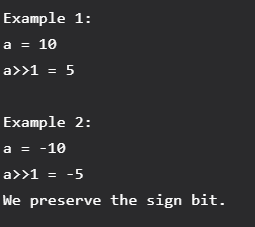 Example 1:
a = 10
a>>1 = 5
Example 2:
a = -10
a>>1 = -5
We preserve the sign bit.